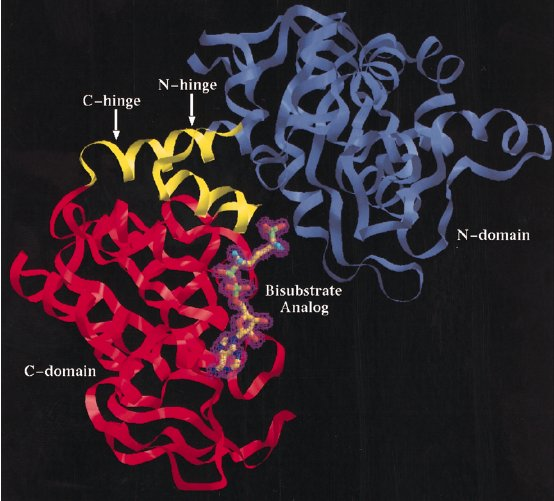 N-hinge
C-hinge
N-domain
Bisubstrate
Analog
C-domain